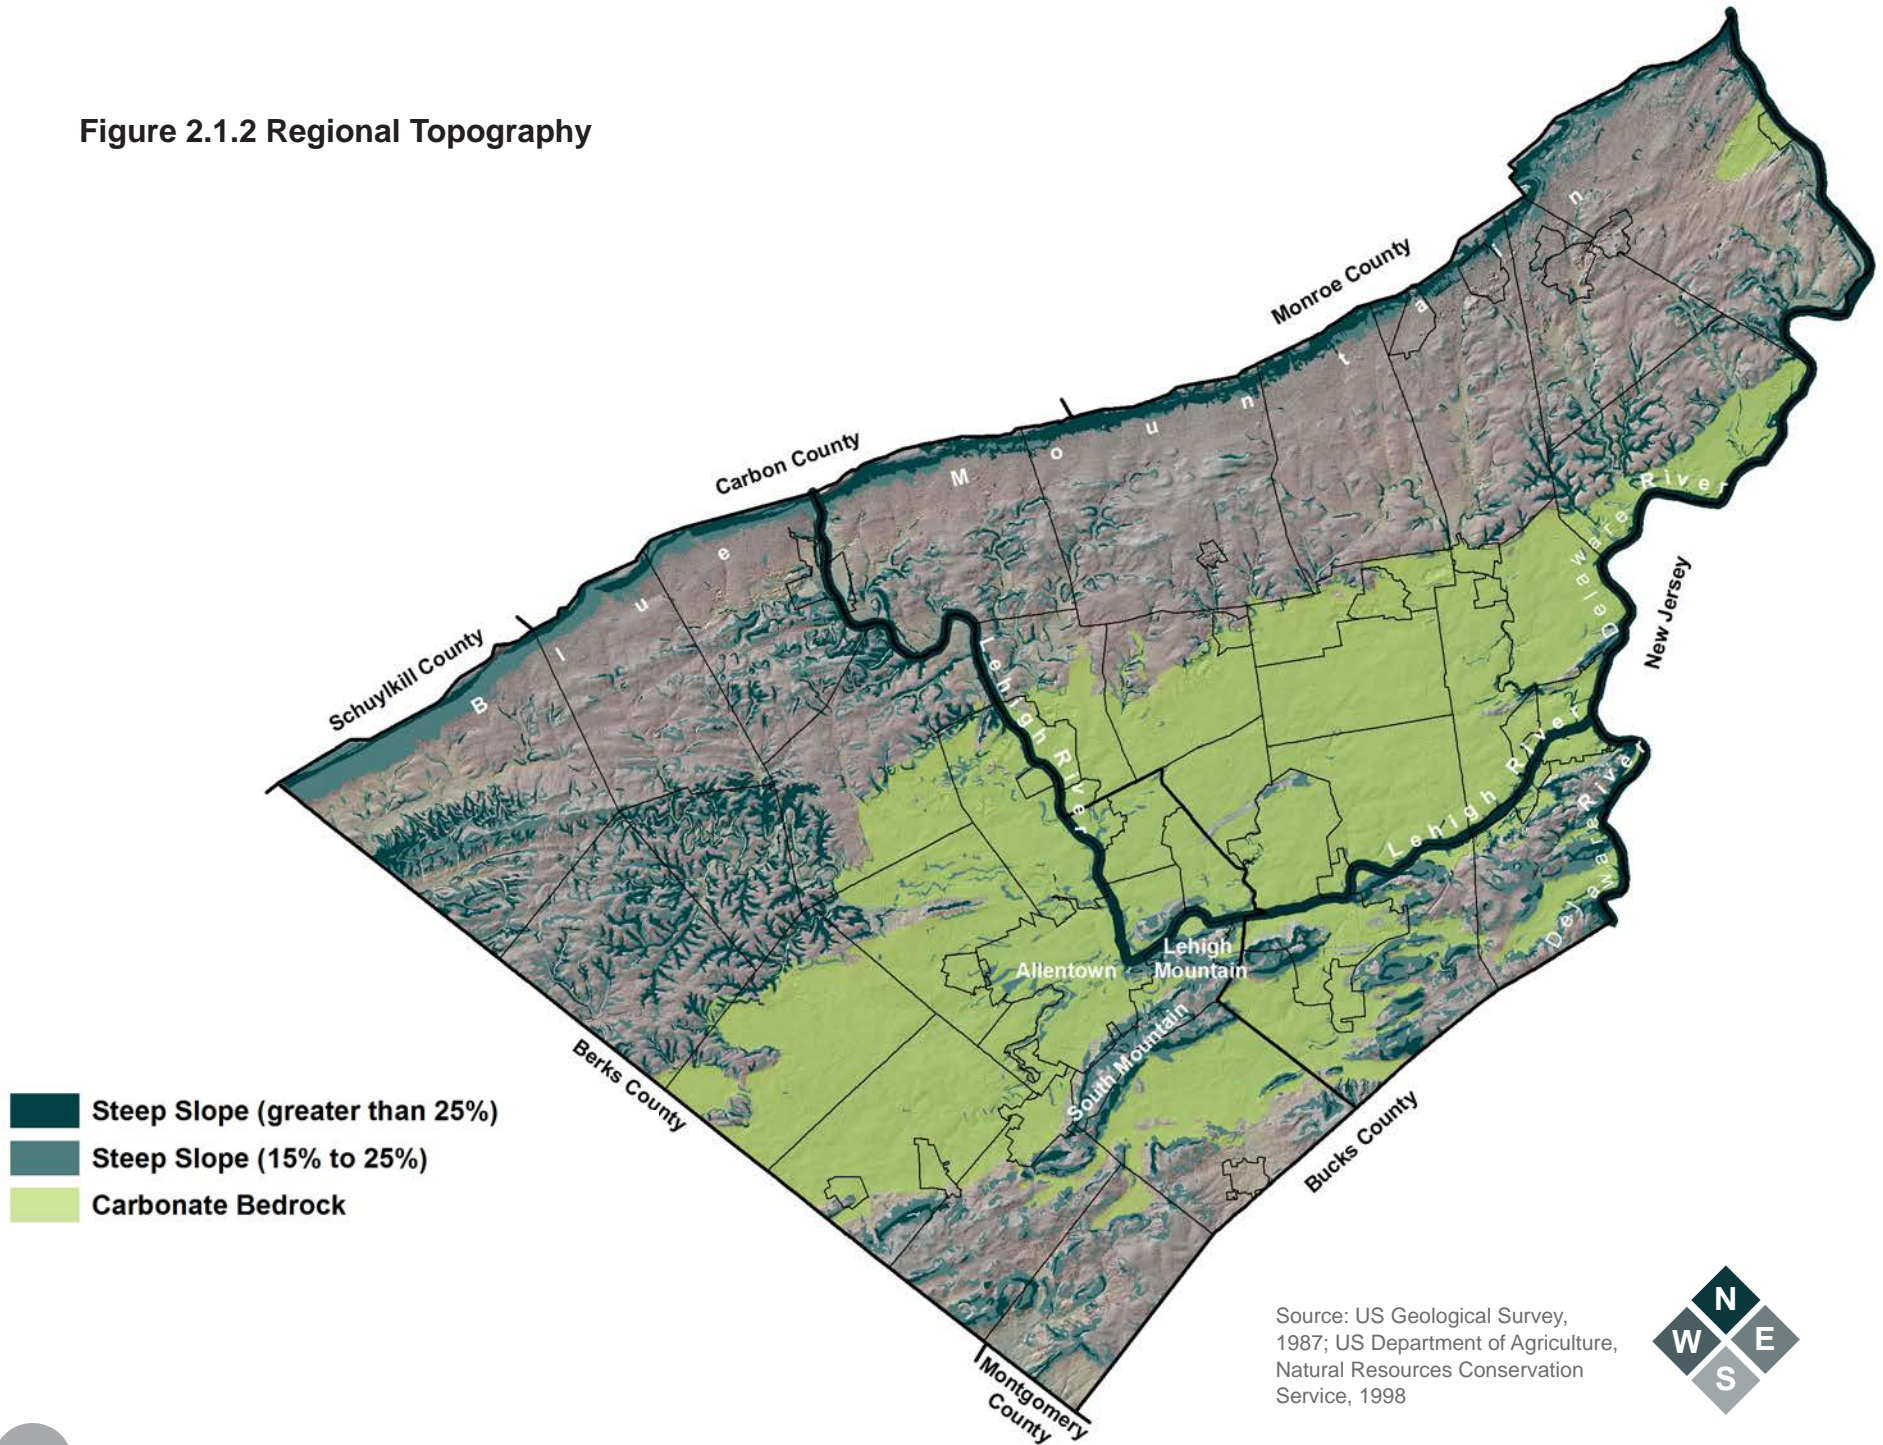 Figure 2.1.2 Regional Topography
Monroe County
Carbon County
Schuylkill County
Blue Mountain
Delaware River
New Jersey
Lehigh River
Lehigh River
Delaware River
Lehigh
Mountain
Allentown
South Mountain
Berks County
Bucks County
Montgomery
County
Steep Slope (greater than 25%)
Steep Slope (15% to 25%)
Carbonate Bedrock
Source: US Geological Survey,
1987; US Department of Agriculture,
Natural Resources Conservation
Service, 1998
N
W E
S